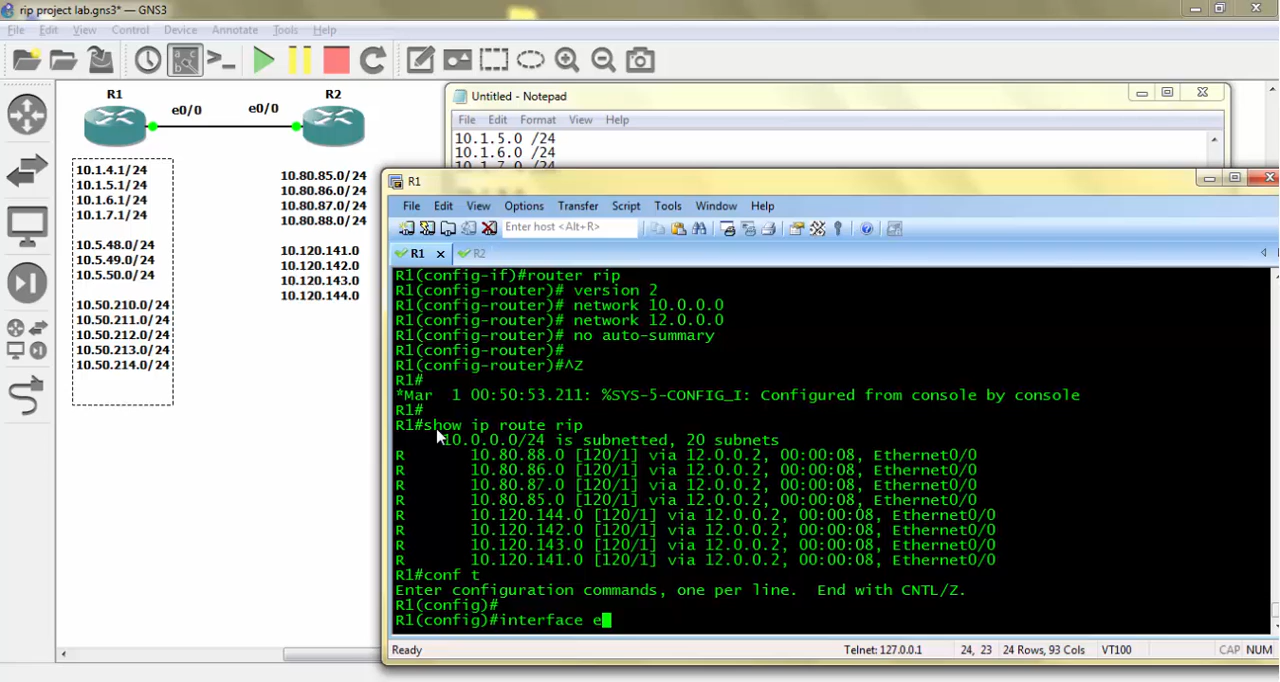 rip project lab.gns3* — GNS3
File Edit View Control Device Annotate Tools Help
R1
R2
e0/0
e0/0
10.1.4.1/24
10.1.5.1/24
10.1.6.1/24
10.1.7.1/24
10.5.48.0/24
10.5.49.0/24
10.5.50.0/24
10.50.210.0/24
10.50.211.0/24
10.50.212.0/24
10.50.213.0/24
10.50.214.0/24
10.80.85.0/24
10.80.86.0/24
10.80.87.0/24
10.80.88.0/24
10.120.141.0
10.120.142.0
10.120.143.0
10.120.144.0
Untitled - Notepad
File Edit Format View Help
10.1.5.0 /24
10.1.6.0 /24
10.1.7.0 /24
R1
File Edit View Options Transfer Script Tools Window Help
Enter host <Alt+R>
R1
R2
R1(config-if)#router rip
R1(config-router)# version 2
R1(config-router)# network 10.0.0.0
R1(config-router)# network 12.0.0.0
R1(config-router)# no auto-summary
R1(config-router)#
R1(config-router)#^Z
R1#
*Mar  1 00:50:53.211: %SYS-5-CONFIG_I: Configured from console by console
R1#
R1#show ip route rip
10.0.0.0/24 is subnetted, 20 subnets
R 10.80.88.0 [120/1] via 12.0.0.2, 00:00:08, Ethernet0/0
R 10.80.86.0 [120/1] via 12.0.0.2, 00:00:08, Ethernet0/0
R 10.80.87.0 [120/1] via 12.0.0.2, 00:00:08, Ethernet0/0
R 10.80.85.0 [120/1] via 12.0.0.2, 00:00:08, Ethernet0/0
R 10.120.144.0 [120/1] via 12.0.0.2, 00:00:08, Ethernet0/0
R 10.120.142.0 [120/1] via 12.0.0.2, 00:00:08, Ethernet0/0
R 10.120.143.0 [120/1] via 12.0.0.2, 00:00:08, Ethernet0/0
R 10.120.141.0 [120/1] via 12.0.0.2, 00:00:08, Ethernet0/0
R1#conf t
Enter configuration commands, one per line.  End with CNTL/Z.
R1(config)#
R1(config)#interface e
Ready Telnet: 127.0.0.1 24, 23 24 Rows, 93 Cols VT100 CAP NUM